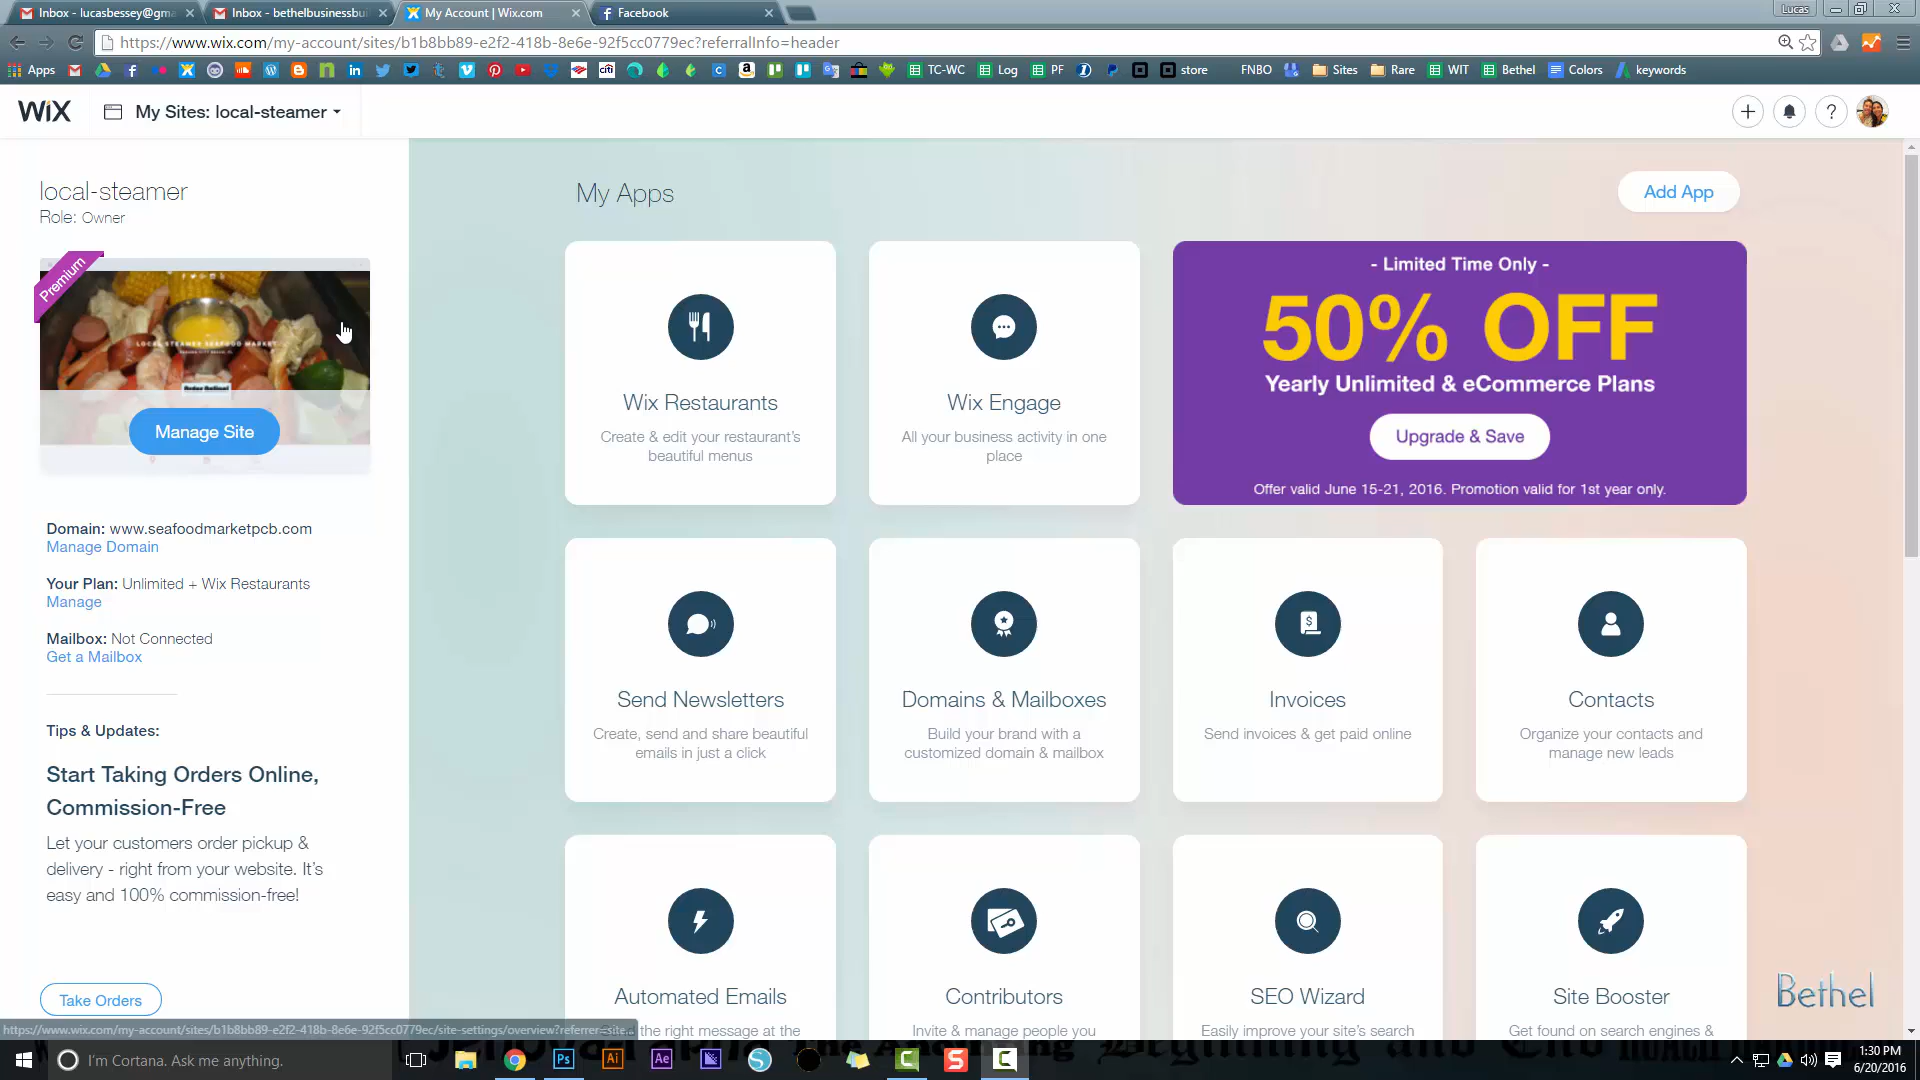 Inbox - lucasbessey@gma
Inbox - bethelbusinessbu
My Account | Wix.com
Facebook
Lucas
https://www.wix.com/my-account/sites/b1b8bb89-e2f2-418b-8e6e-92f5cc0779ec?referralInfo=header
Apps
TC-WC
Log
PF
store
FNBO
Sites
Rare
WIT
Bethel
Colors
keywords
WiX
My Sites: local-steamer
local-steamer
Role: Owner
My Apps
Add App
Premium
LOCAL STEAMER SEAFOOD MARKET
Order Online!
Manage Site
Wix Restaurants
Create & edit your restaurant's
beautiful menus
Wix Engage
All your business activity in one
place
- Limited Time Only -
50% OFF
Yearly Unlimited & eCommerce Plans
Upgrade & Save
Offer valid June 15-21, 2016. Promotion valid for 1st year only.
Domain: www.seafoodmarketpcb.com
Manage Domain
Your Plan: Unlimited + Wix Restaurants
Manage
Mailbox: Not Connected
Get a Mailbox
Tips & Updates:
Start Taking Orders Online,
Commission-Free
Let your customers order pickup &
delivery - right from your website. It's
easy and 100% commission-free!
Take Orders
Send Newsletters
Create, send and share beautiful
emails in just a click
Domains & Mailboxes
Build your brand with a
customized domain & mailbox
Invoices
Send invoices & get paid online
Contacts
Organize your contacts and
manage new leads
Automated Emails
the right message at the
Contributors
Invite & manage people you
SEO Wizard
Easily improve your site's search
Site Booster
Get found on search engines &
Bethel
https://www.wix.com/my-account/sites/b1b8bb89-e2f2-418b-8e6e-92f5cc0779ec/site-settings/overview?referrer=site...
I'm Cortana. Ask me anything.
1:30 PM
6/20/2016